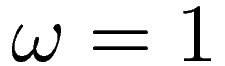 ω = 1